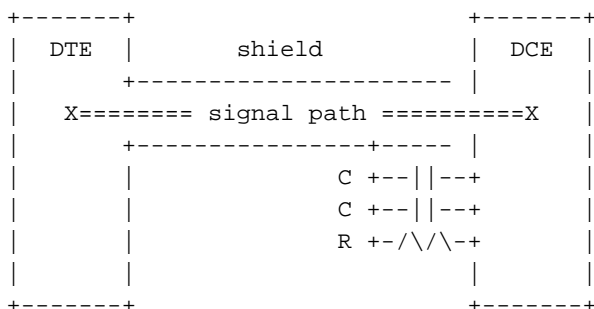 +-------+                       +-------+
|  DTE  |       shield          |  DCE  |
|       +---------------------- |       |
|   X======== signal path ==========X   |
|       +----------------+----- |       |
|       |              C +--||--+       |
|       |              C +--||--+       |
|       |              R +-/\/\-+       |
|       |                       |       |
+-------+                       +-------+